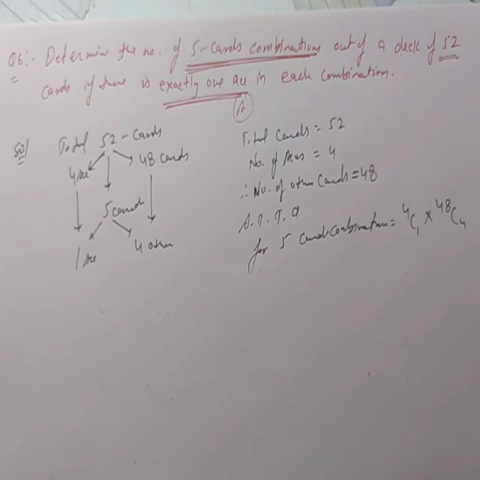 Q6:- Determine the no. of 5-cards combinations out of a deck of 52
cards if there is exactly one ace in each combination.
A
Sol
Total 52-Cards
4 Ace
48 Cards
5 card
1 Ace
4 other
Total Cards = 52
No. of Aces = 4
∴ No. of other Cards = 48
A.T.T.Q
for 5 Cards Combination = ⁴C₁ × ⁴⁸C₄